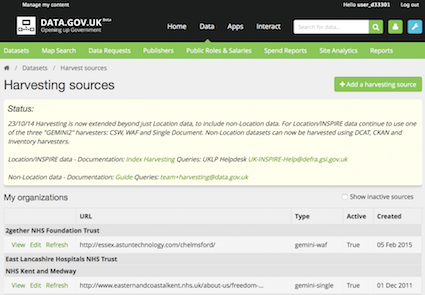 Manage my content
Hello user_d33301
Log out
DATA.GOV.UK Beta
Opening up Government
Home
Data
Apps
Interact
Datasets
Map Search
Data Requests
Publishers
Public Roles & Salaries
Spend Reports
Site Analytics
Reports
/ Datasets / Harvest sources
Harvesting sources
+ Add a harvesting source
Status:
23/10/14 Harvesting is now extended beyond just Location data, to include non-Location data. For Location/INSPIRE data continue to use one of the three "GEMINI2" harvesters: CSW, WAF and Single Document. Non-Location datasets can now be harvested using DCAT, CKAN and Inventory harvesters.
Location/INSPIRE data - Documentation: Index Harvesting Queries: UKLP Helpdesk UK-INSPIRE-Help@defra.gsi.gov.uk
Non-Location data - Documentation: Guide Queries: team+harvesting@data.gov.uk
My organizations
Show inactive sources
URL
Type
Active
Created
2gether NHS Foundation Trust
View Edit Refresh
http://essex.astuntechnology.com/chelmsford/
gemini-waf
True
05 Feb 2015
East Lancashire Hospitals NHS Trust
NHS Kent and Medway
View Edit Refresh
http://www.easternandcoastalkent.nhs.uk/about-us/freedom-...
gemini-single
True
01 Dec 2011